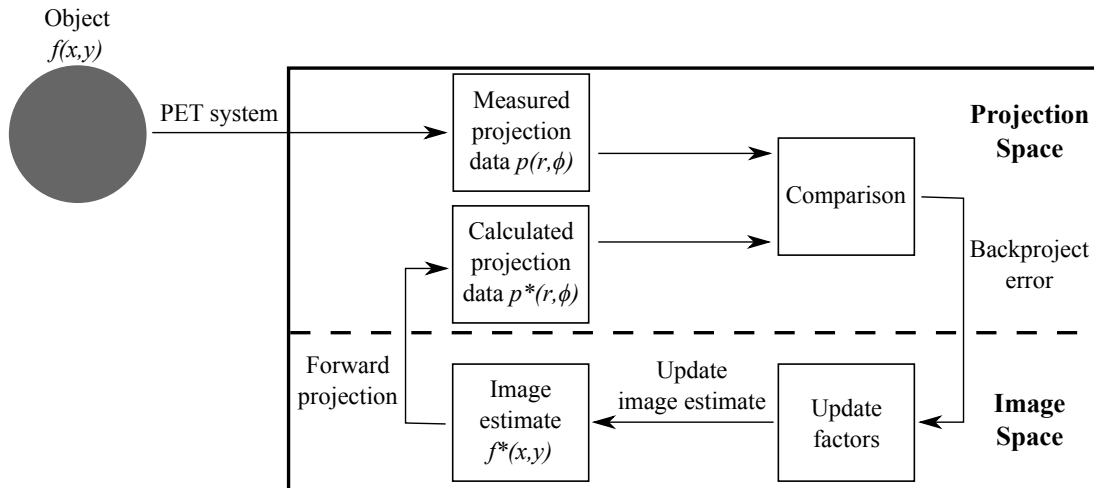 Object
f(x,y)
PET system
Measured
projection
data p(r,ϕ)
Projection
Space
Comparison
Calculated
projection
data p*(r,ϕ)
Backproject
error
Forward
projection
Image
estimate
f*(x,y)
Update
image estimate
Update
factors
Image
Space